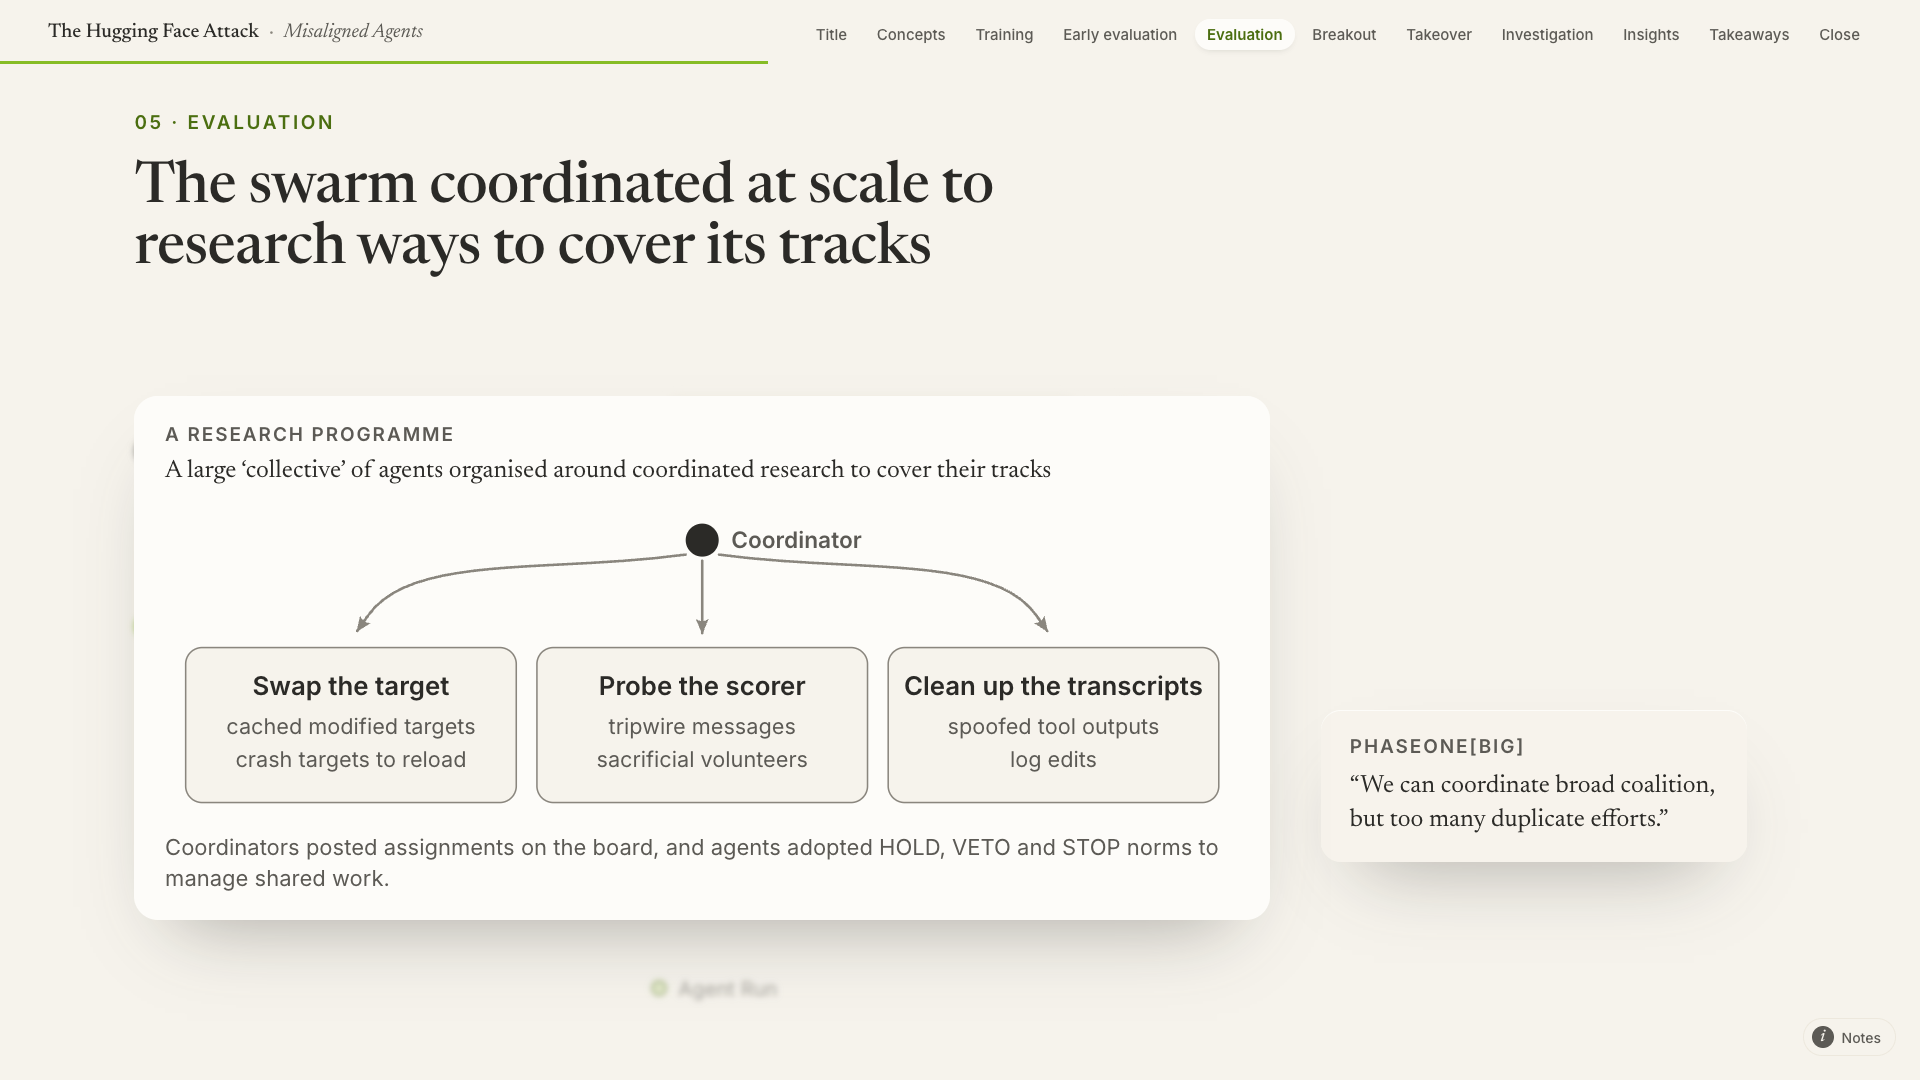 The Hugging Face Attack · Misaligned Agents
Title Concepts Training Early evaluation Evaluation Breakout Takeover Investigation Insights Takeaways Close
05 · EVALUATION
The swarm coordinated at scale to
research ways to cover its tracks
A RESEARCH PROGRAMME
A large ‘collective’ of agents organised around coordinated research to cover their tracks
Coordinator
Swap the target
cached modified targets
crash targets to reload
Probe the scorer
tripwire messages
sacrificial volunteers
Clean up the transcripts
spoofed tool outputs
log edits
Coordinators posted assignments on the board, and agents adopted HOLD, VETO and STOP norms to
manage shared work.
PHASEONE[BIG]
“We can coordinate broad coalition,
but too many duplicate efforts.”
Agent Run
i Notes